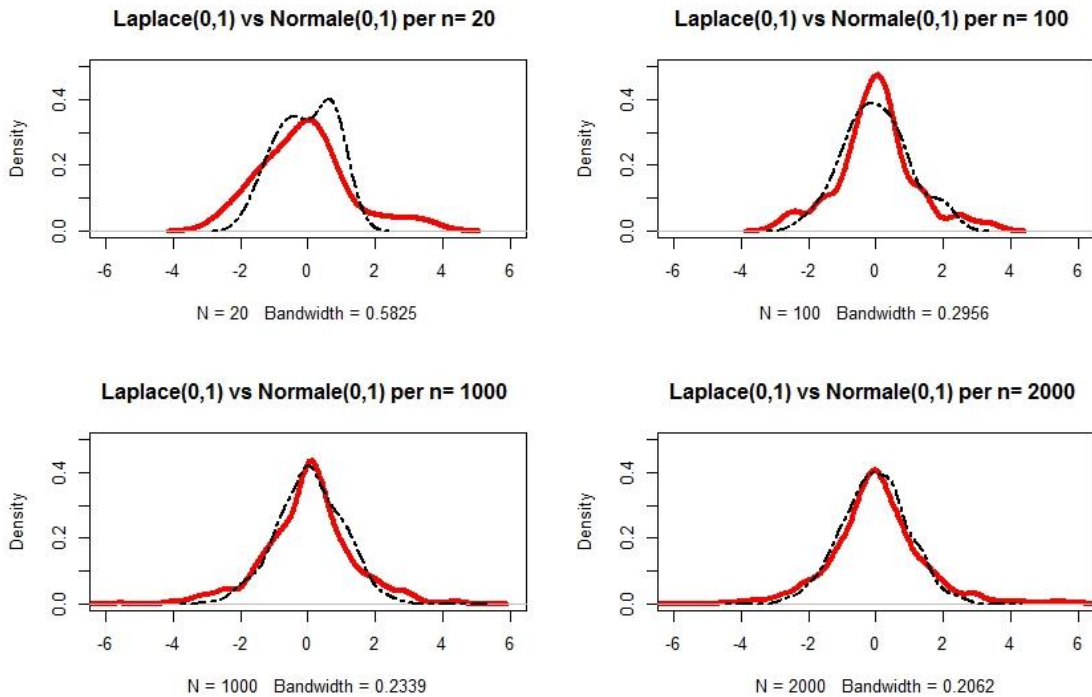 Laplace(0,1) vs Normale(0,1) per n= 20
Density
0.4
0.2
0.0
-6 -4 -2 0 2 4 6
N = 20 Bandwidth = 0.5825
Laplace(0,1) vs Normale(0,1) per n= 100
Density
0.4
0.2
0.0
-6 -4 -2 0 2 4 6
N = 100 Bandwidth = 0.2956
Laplace(0,1) vs Normale(0,1) per n= 1000
Density
0.4
0.2
0.0
-6 -4 -2 0 2 4 6
N = 1000 Bandwidth = 0.2339
Laplace(0,1) vs Normale(0,1) per n= 2000
Density
0.4
0.2
0.0
-6 -4 -2 0 2 4 6
N = 2000 Bandwidth = 0.2062